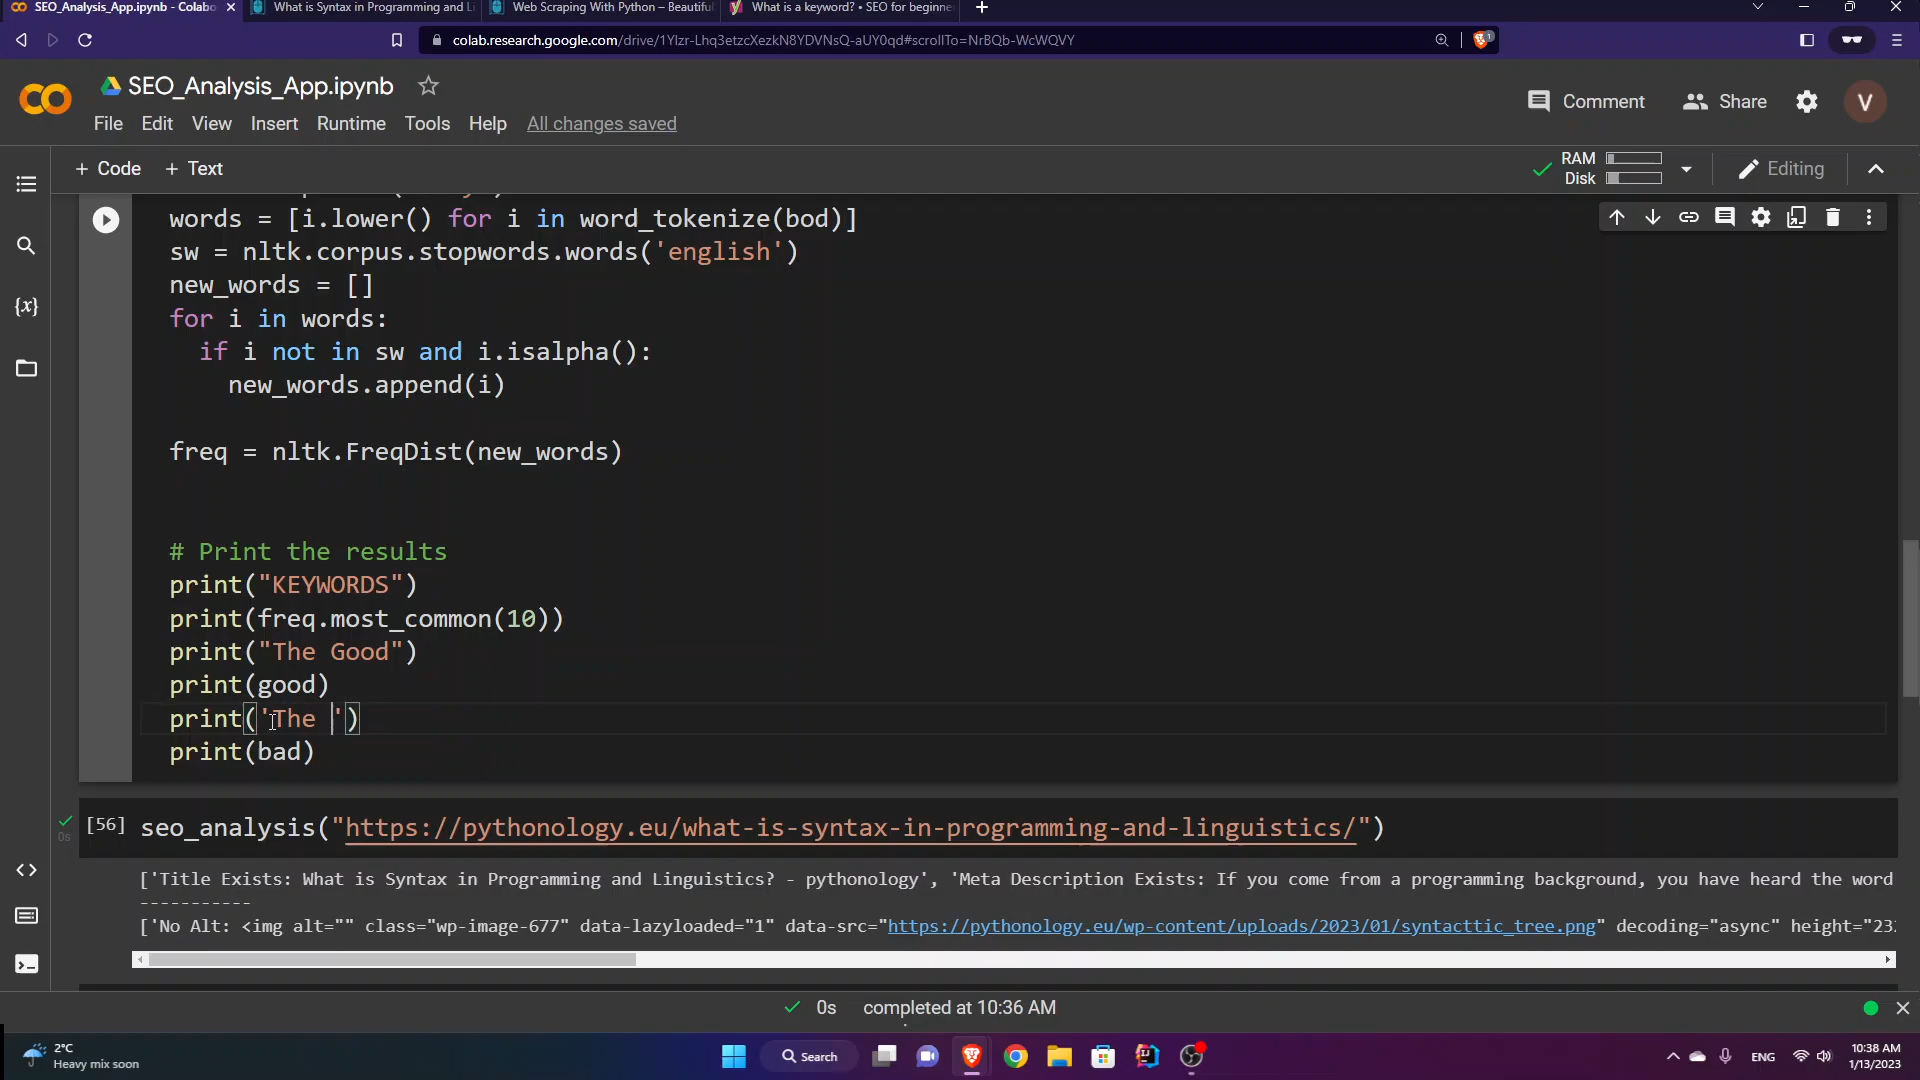 SEO_Analysis_App.ipynb - Colabo
What is Syntax in Programming and Li
Web Scraping With Python – Beautiful
What is a keyword? • SEO for beginne
colab.research.google.com/drive/1Ylzr-Lhq3etzcXezkN8YDVNsQ-aUY0qd#scrollTo=NrBQb-WcWQVY
1
SEO_Analysis_App.ipynb
Comment
Share
V
File Edit View Insert Runtime Tools Help All changes saved
+ Code + Text
RAM
Disk
Editing
words = [i.lower() for i in word_tokenize(bod)]
sw = nltk.corpus.stopwords.words('english')
new_words = []
for i in words:
if i not in sw and i.isalpha():
new_words.append(i)
freq = nltk.FreqDist(new_words)
# Print the results
print("KEYWORDS")
print(freq.most_common(10))
print("The Good")
print(good)
print('The ')
print(bad)
0s
[56] seo_analysis("https://pythonology.eu/what-is-syntax-in-programming-and-linguistics/")
['Title Exists: What is Syntax in Programming and Linguistics? - pythonology', 'Meta Description Exists: If you come from a programming background, you have heard the word
-----------
['No Alt: <img alt="" class="wp-image-677" data-lazyloaded="1" data-src="https://pythonology.eu/wp-content/uploads/2023/01/syntacttic_tree.png" decoding="async" height="23
0s completed at 10:36 AM
2°C
Heavy mix soon
Search
ENG
10:38 AM
1/13/2023